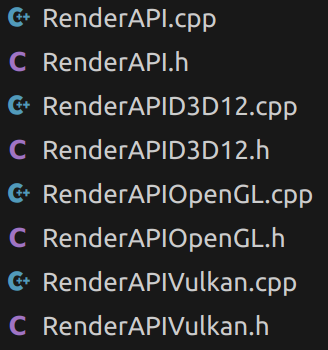 RenderAPI.cpp
RenderAPI.h
RenderAPID3D12.cpp
RenderAPID3D12.h
RenderAPIOpenGL.cpp
RenderAPIOpenGL.h
RenderAPIVulkan.cpp
RenderAPIVulkan.h